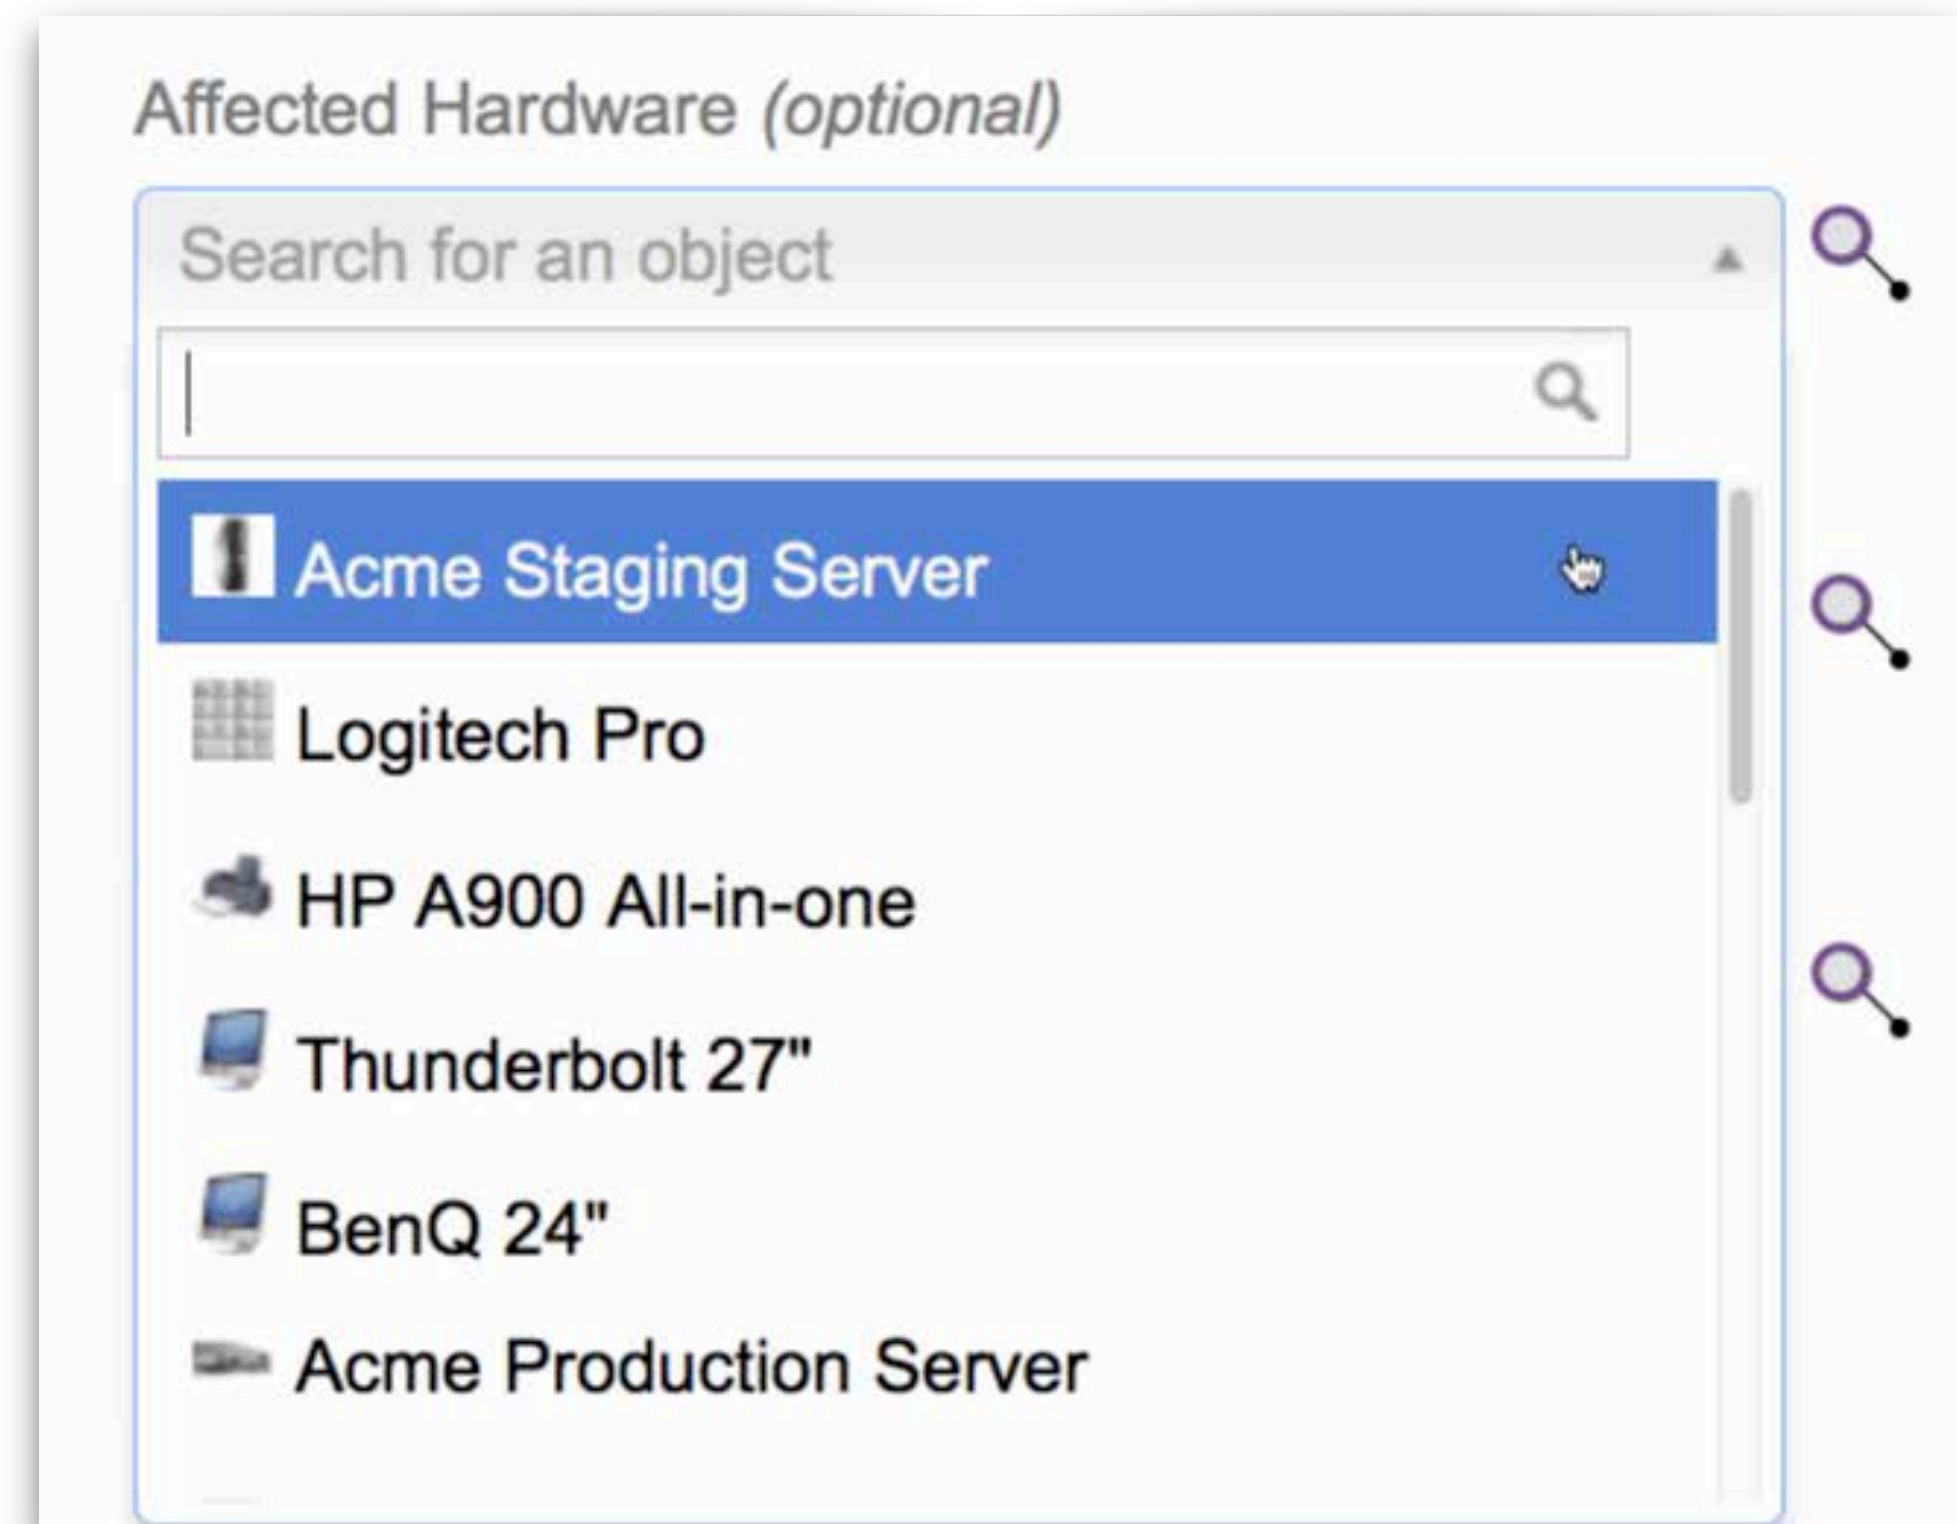 Affected Hardware (optional)
Search for an object
Acme Staging Server
Logitech Pro
HP A900 All-in-one
Thunderbolt 27"
BenQ 24"
Acme Production Server